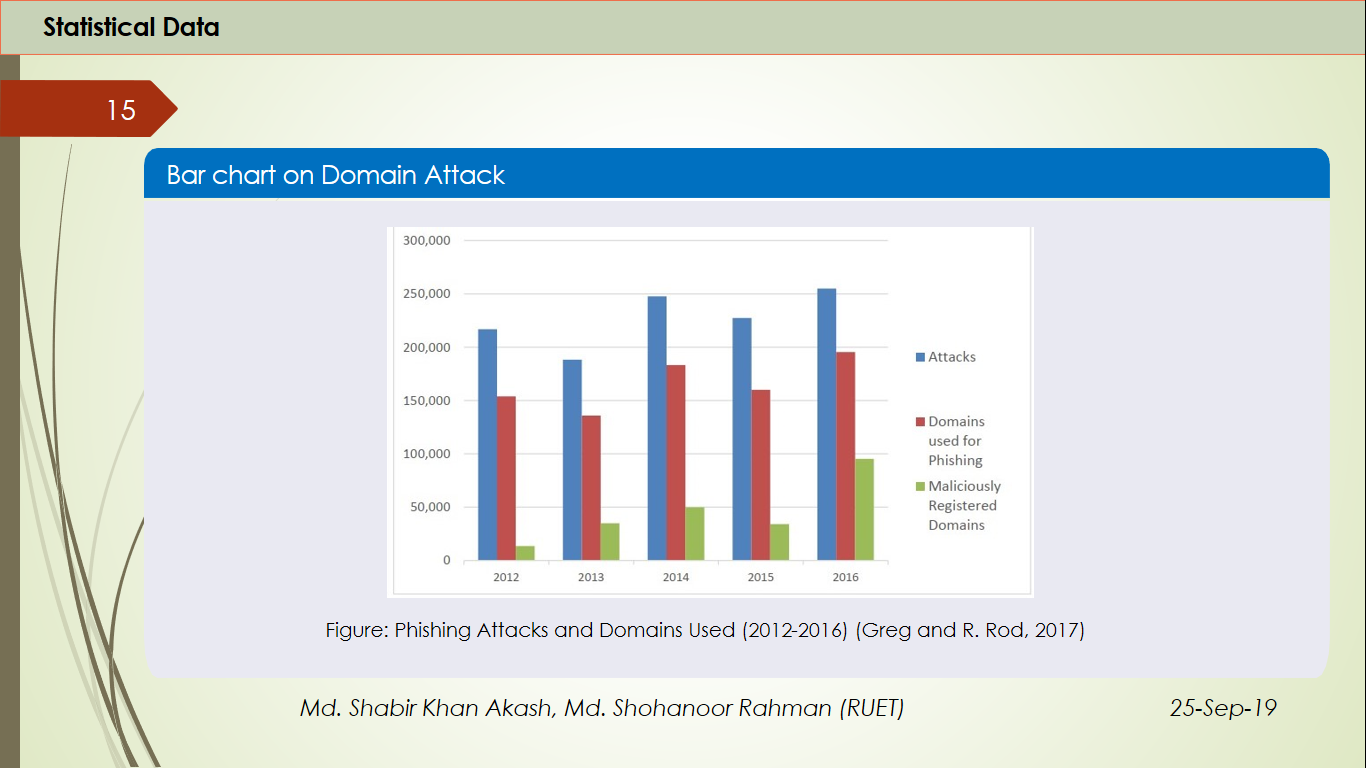 Statistical Data
15
Bar chart on Domain Attack
300,000
250,000
200,000
150,000
100,000
50,000
0
2012
2013
2014
2015
2016
Attacks
Domains
used for
Phishing
Maliciously
Registered
Domains
Figure: Phishing Attacks and Domains Used (2012-2016) (Greg and R. Rod, 2017)
Md. Shabir Khan Akash, Md. Shohanoor Rahman (RUET)
25-Sep-19